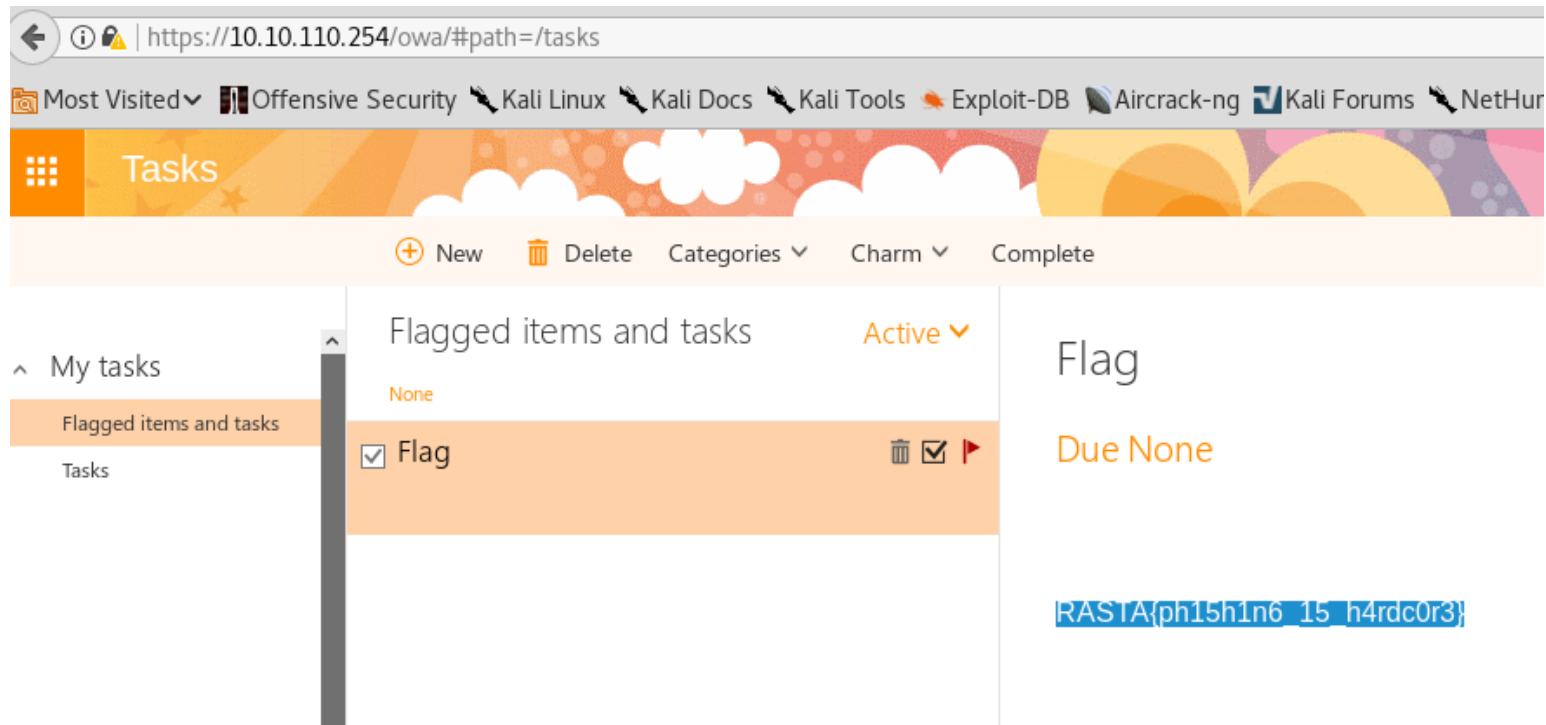 https://10.10.110.254/owa/#path=/tasks
Most Visited Offensive Security Kali Linux Kali Docs Kali Tools Exploit-DB Aircrack-ng Kali Forums NetHun
Tasks
New Delete Categories Charm Complete
My tasks
Flagged items and tasks
Tasks
Flagged items and tasks Active
None
Flag
Flag
Due None
RASTA{ph15h1n6_15_h4rdc0r3}